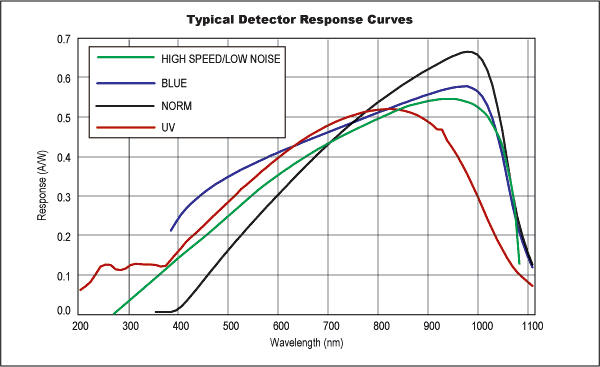 Typical Detector Response Curves
0.7
0.6
0.5
0.4
0.3
0.2
0.1
0.0
Response (A/W)
HIGH SPEED/LOW NOISE
BLUE
NORM
UV
200 300 400 500 600 700 800 900 1000 1100
Wavelength (nm)